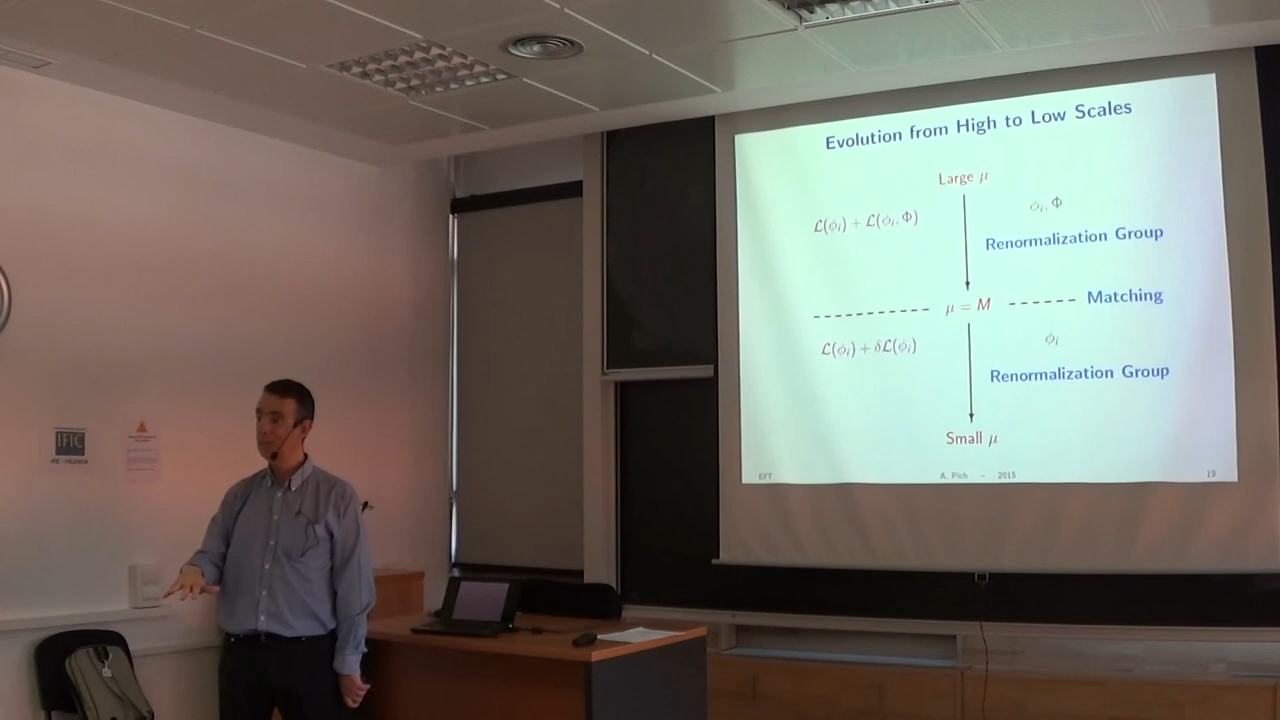 Evolution from High to Low Scales
Large μ
ℒ(ϕᵢ) + ℒ(ϕᵢ, Φ)
ϕᵢ, Φ
Renormalization Group
μ = M
Matching
ℒ(ϕᵢ) + δℒ(ϕᵢ)
ϕᵢ
Renormalization Group
Small μ
EFT
A. Pich – 2015
19
IFIC